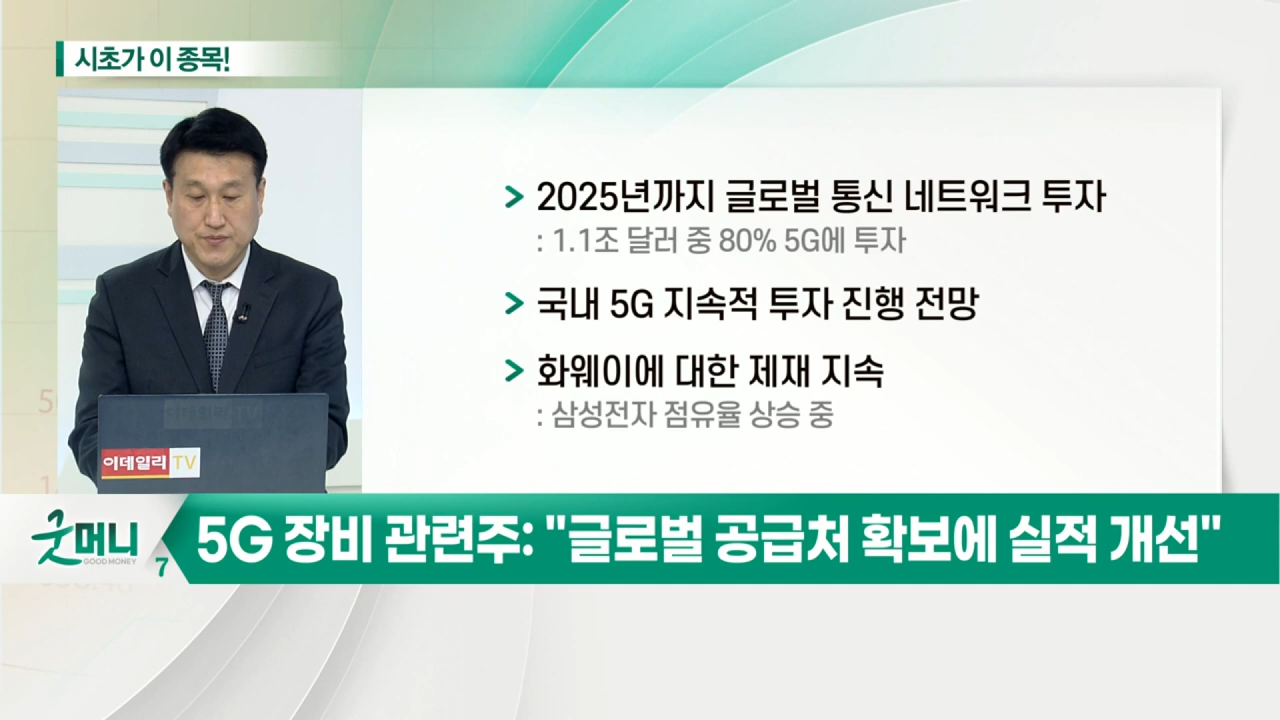 시초가 이 종목!
> 2025년까지 글로벌 통신 네트워크 투자
: 1.1조 달러 중 80% 5G에 투자
> 국내 5G 지속적 투자 진행 전망
> 화웨이에 대한 제재 지속
: 삼성전자 점유율 상승 중
이데일리 TV
굿머니
GOOD MONEY
7
5G 장비 관련주: "글로벌 공급처 확보에 실적 개선"